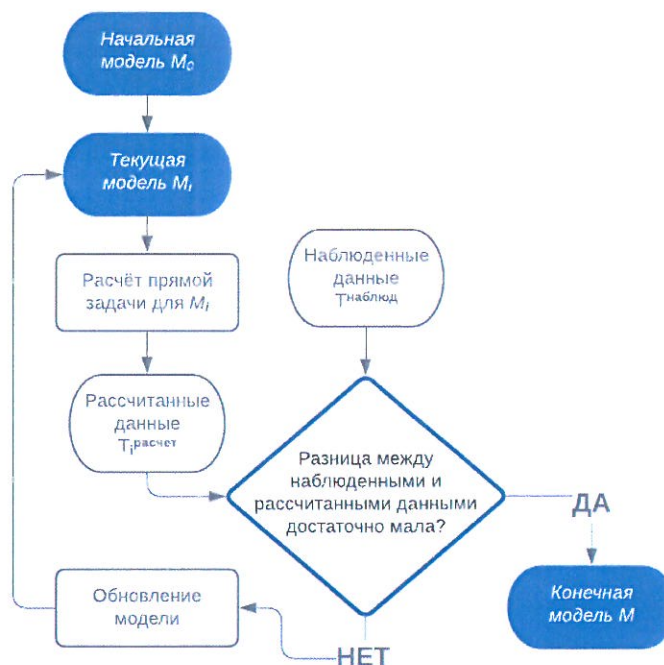 Начальная
модель M₀
Текущая
модель Mᵢ
Расчёт прямой
задачи для Mᵢ
Наблюденные
данные
Tнаблюд
Рассчитанные
данные
Tᵢрасчет
Разница между
наблюденными и
рассчитанными данными
достаточно мала?
ДА
Конечная
модель M
Обновление
модели
НЕТ